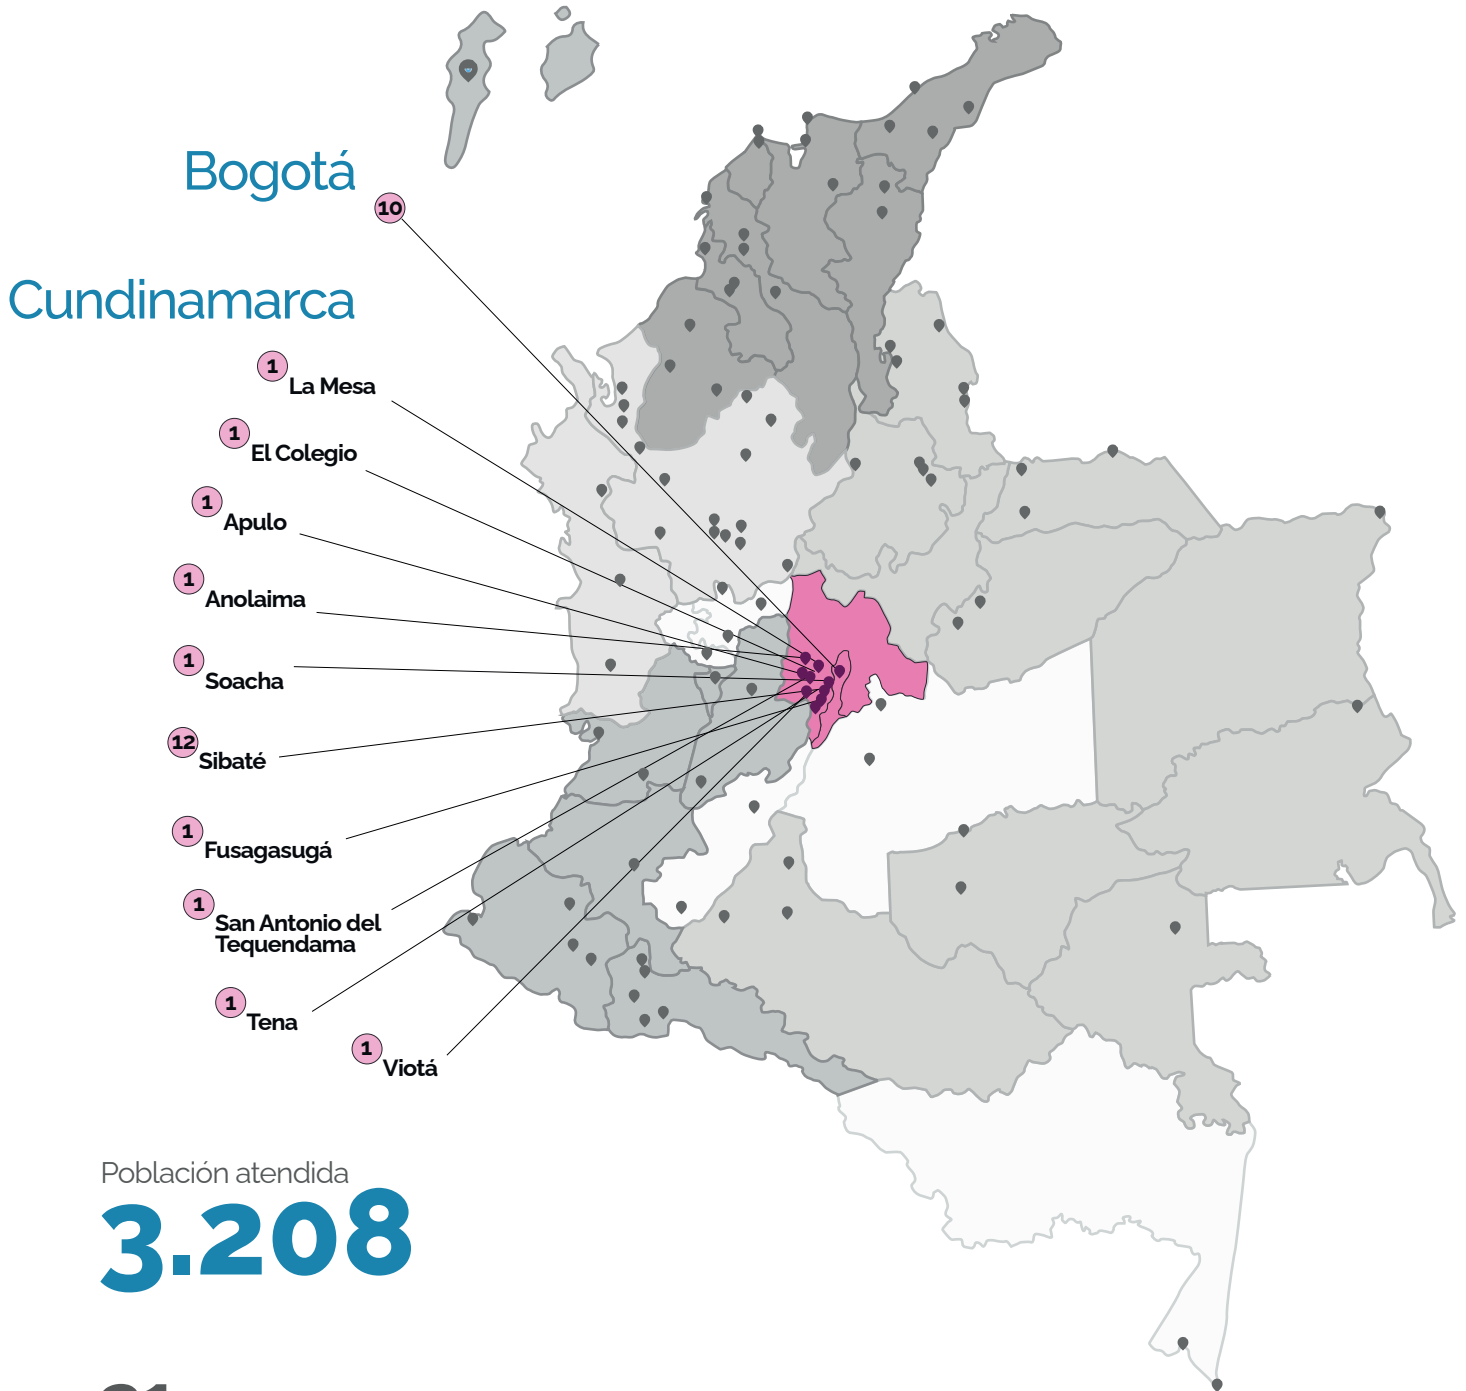 Bogotá
10
Cundinamarca
1
La Mesa
1
El Colegio
1
Apulo
1
Anolaima
1
Soacha
12
Sibaté
1
Fusagasugá
1
San Antonio del
Tequendama
1
Tena
1
Viotá
Población atendida
3.208